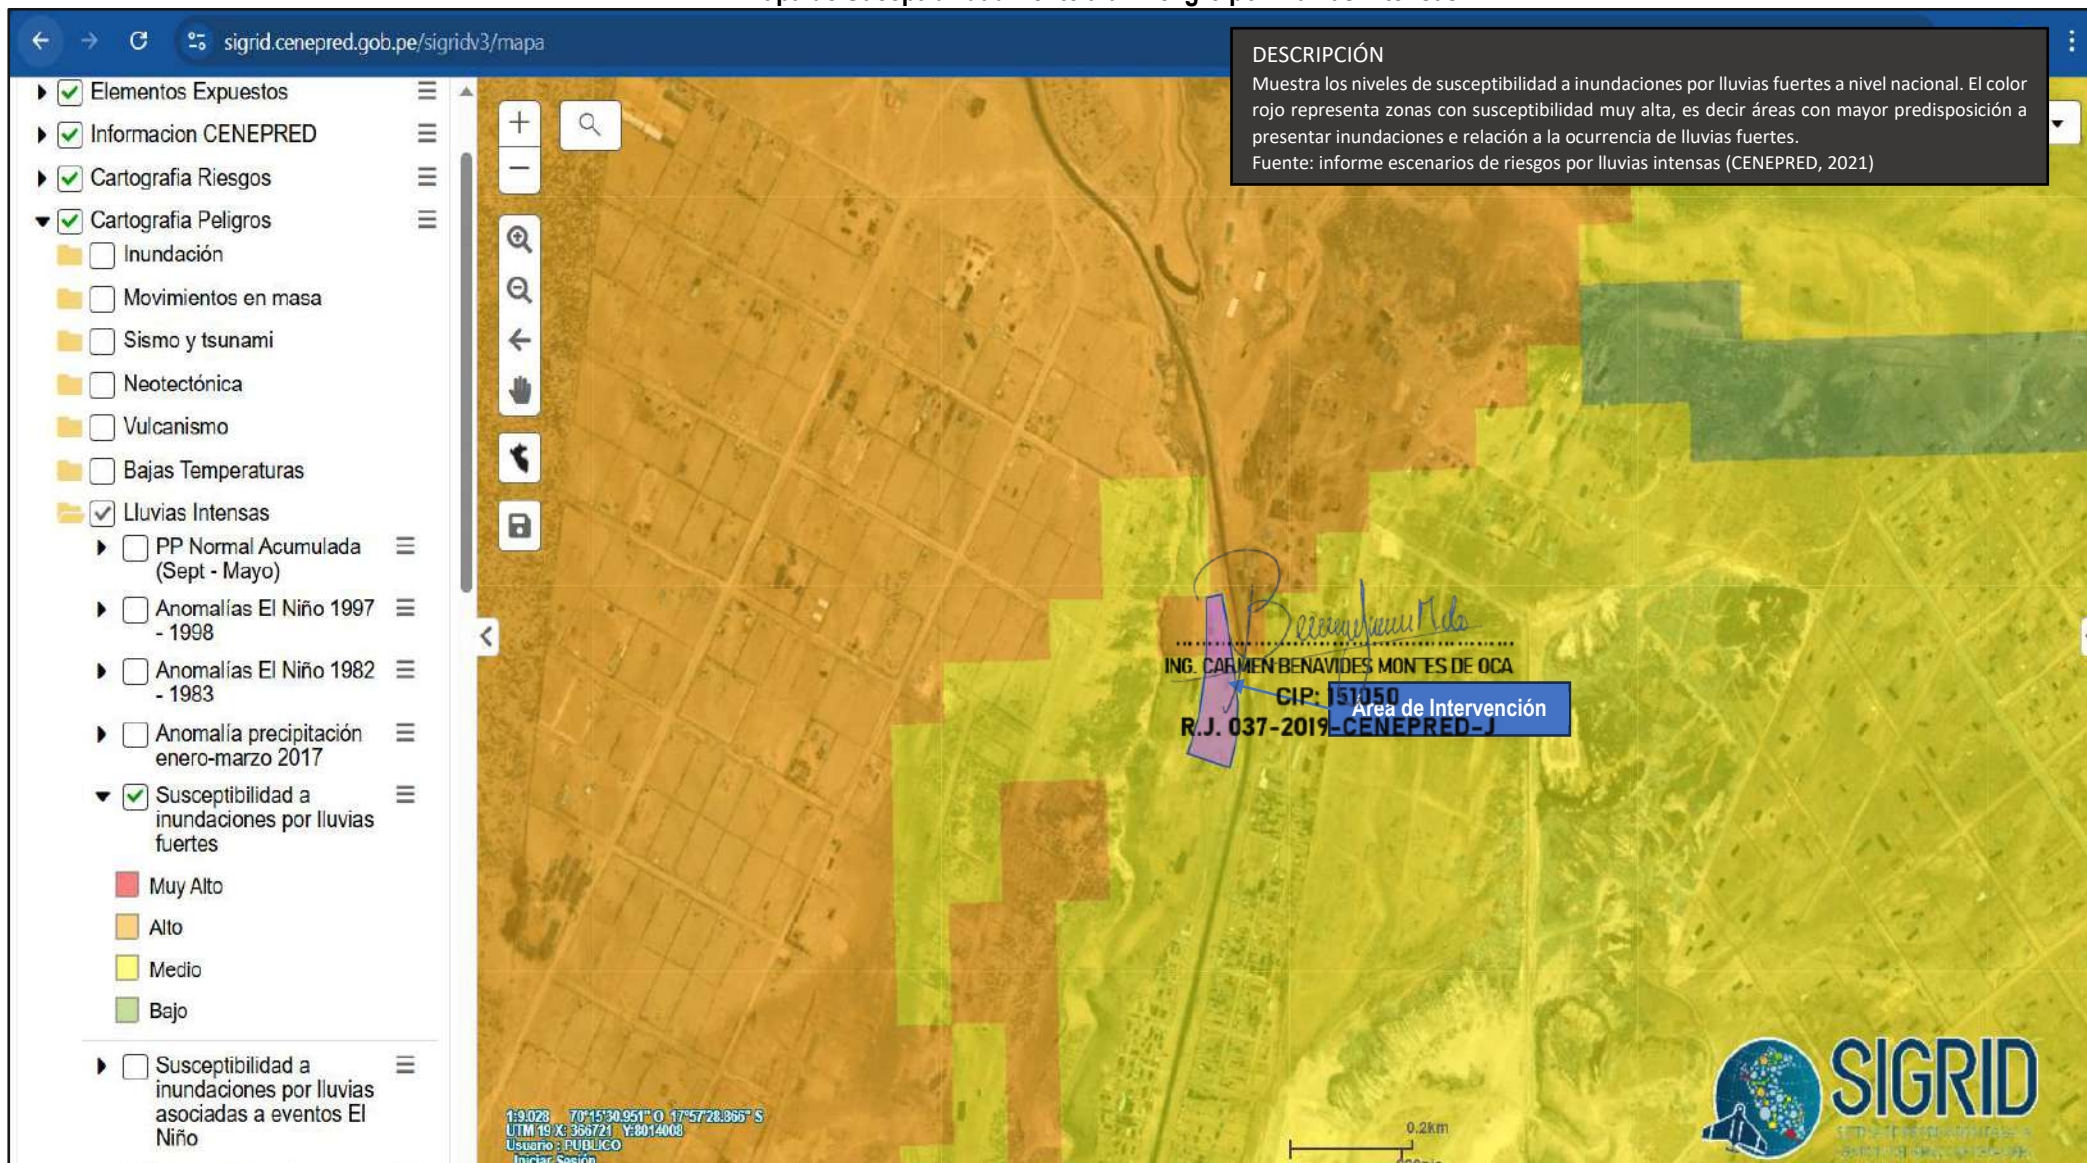 sigrid.cenepred.gob.pe/sigridv3/mapa
DESCRIPCIÓN
Muestra los niveles de susceptibilidad a inundaciones por lluvias fuertes a nivel nacional. El color
rojo representa zonas con susceptibilidad muy alta, es decir áreas con mayor predisposición a
presentar inundaciones e relación a la ocurrencia de lluvias fuertes.
Fuente: informe escenarios de riesgos por lluvias intensas (CENEPRED, 2021)
Elementos Expuestos
Informacion CENEPRED
Cartografia Riesgos
Cartografia Peligros
Inundación
Movimientos en masa
Sismo y tsunami
Neotectónica
Vulcanismo
Bajas Temperaturas
Lluvias Intensas
PP Normal Acumulada
(Sept - Mayo)
Anomalías El Niño 1997
- 1998
Anomalías El Niño 1982
- 1983
Anomalía precipitación
enero-marzo 2017
Susceptibilidad a
inundaciones por lluvias
fuertes
Muy Alto
Alto
Medio
Bajo
Susceptibilidad a
inundaciones por lluvias
asociadas a eventos El
Niño
ING. CARMEN BENAVIDES MONTES DE OCA
CIP: 151050
R.J. 037-2019-CENEPRED-J
Área de Intervención
1:9.028 70°15'30.951" O 17°57'28.866" S
UTM 19 X: 366721 Y:8014008
Usuario : PUBLICO
Iniciar Sesión
0.2km
SIGRID